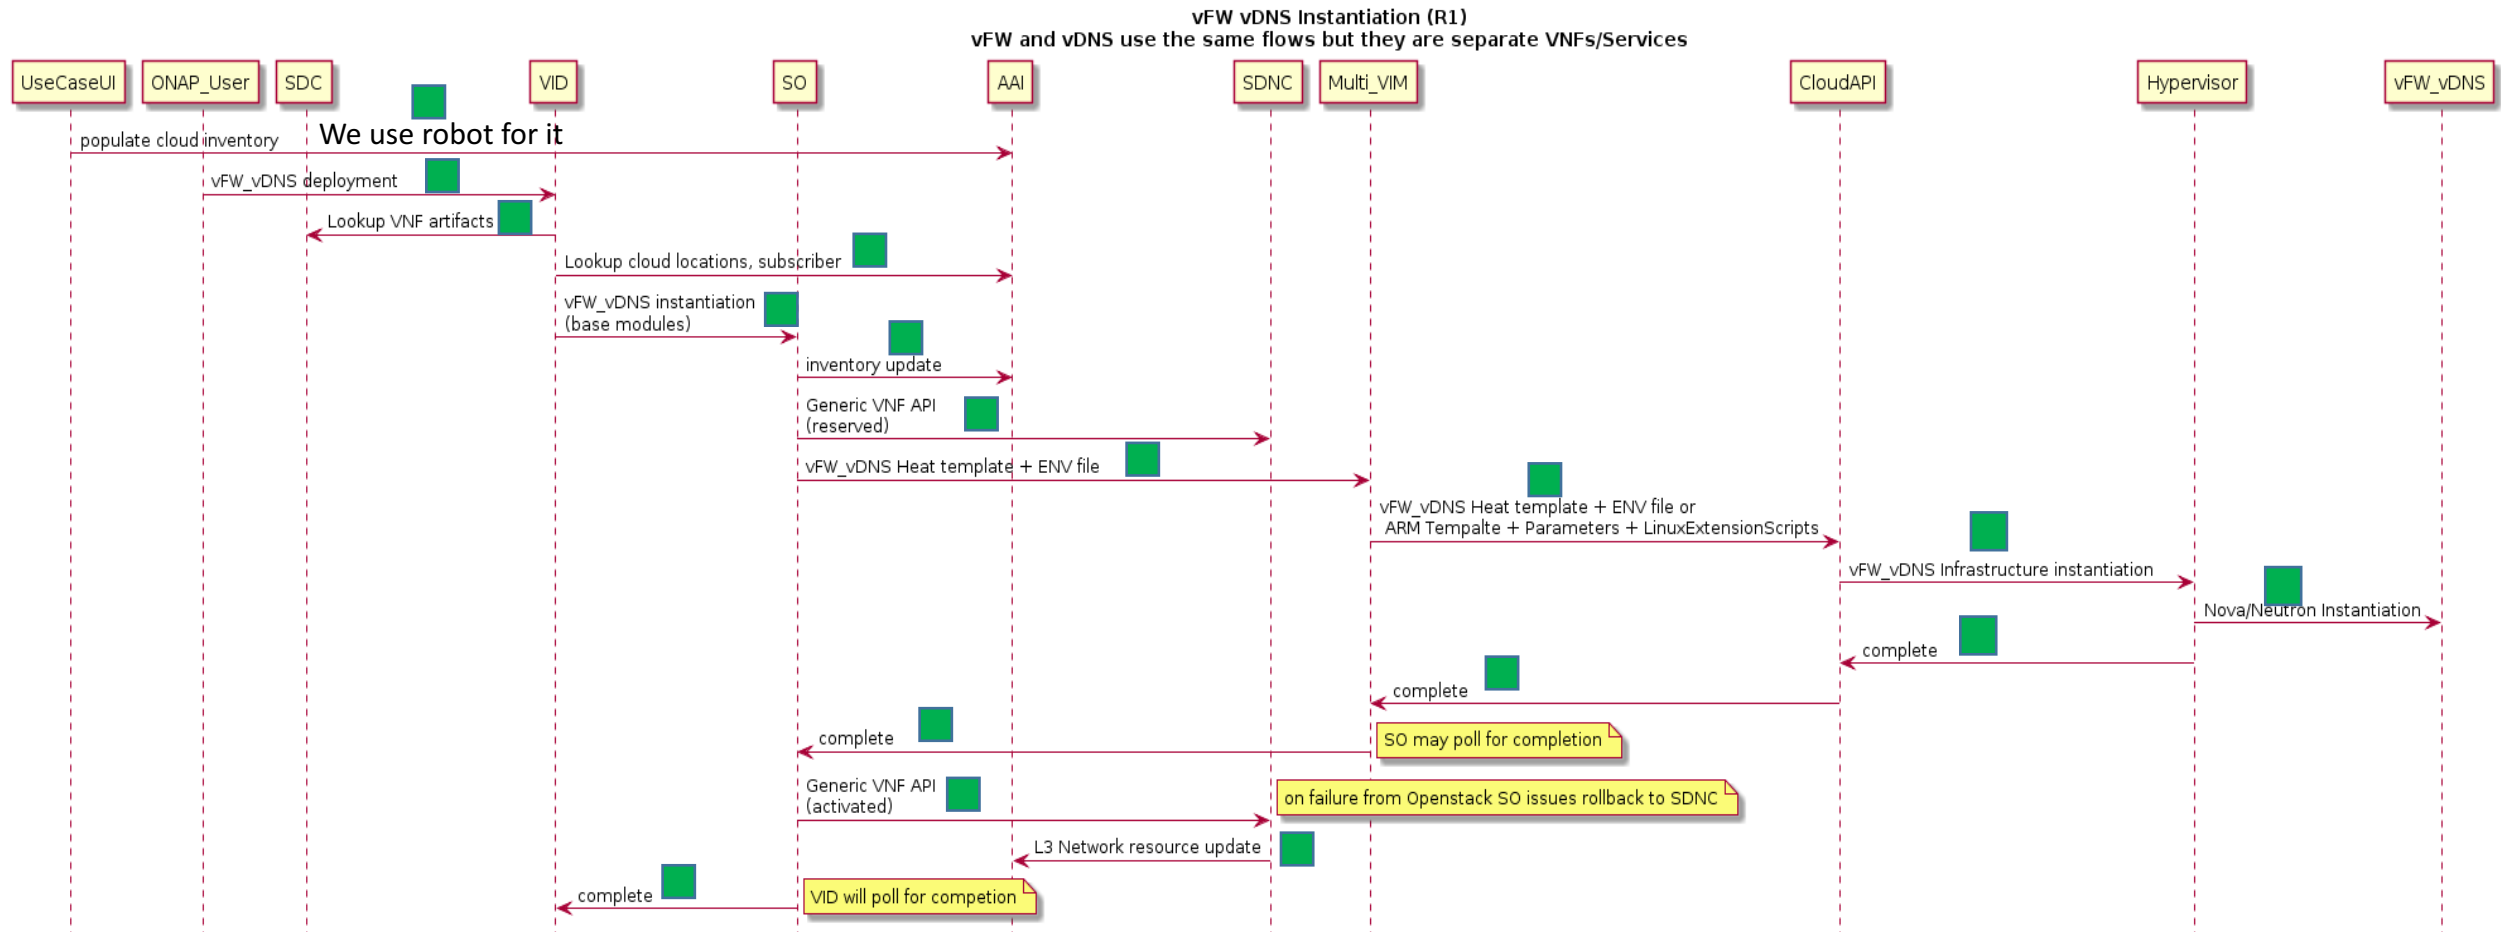 vFW vDNS Instantiation (R1)
vFW and vDNS use the same flows but they are separate VNFs/Services
UseCaseUI
ONAP_User
SDC
VID
SO
AAI
SDNC
Multi_VIM
CloudAPI
Hypervisor
vFW_vDNS
populate cloud inventory
We use robot for it
vFW_vDNS deployment
Lookup VNF artifacts
Lookup cloud locations, subscriber
vFW_vDNS instantiation
(base modules)
inventory update
Generic VNF API
(reserved)
vFW_vDNS Heat template + ENV file
vFW_vDNS Heat template + ENV file or
ARM Tempalte + Parameters + LinuxExtensionScripts
vFW_vDNS Infrastructure instantiation
Nova/Neutron Instantiation
complete
complete
complete
SO may poll for completion
Generic VNF API
(activated)
on failure from Openstack SO issues rollback to SDNC
L3 Network resource update
complete
VID will poll for competion